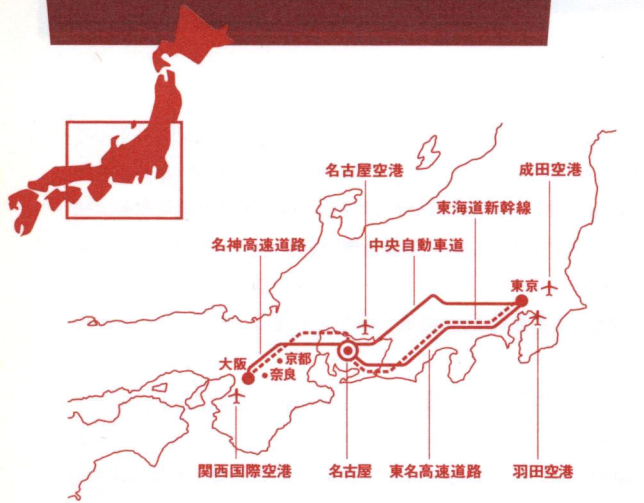 名古屋空港
成田空港
東海道新幹線
名神高速道路
中央自動車道
東京
大阪
京都
奈良
関西国際空港
名古屋
東名高速道路
羽田空港